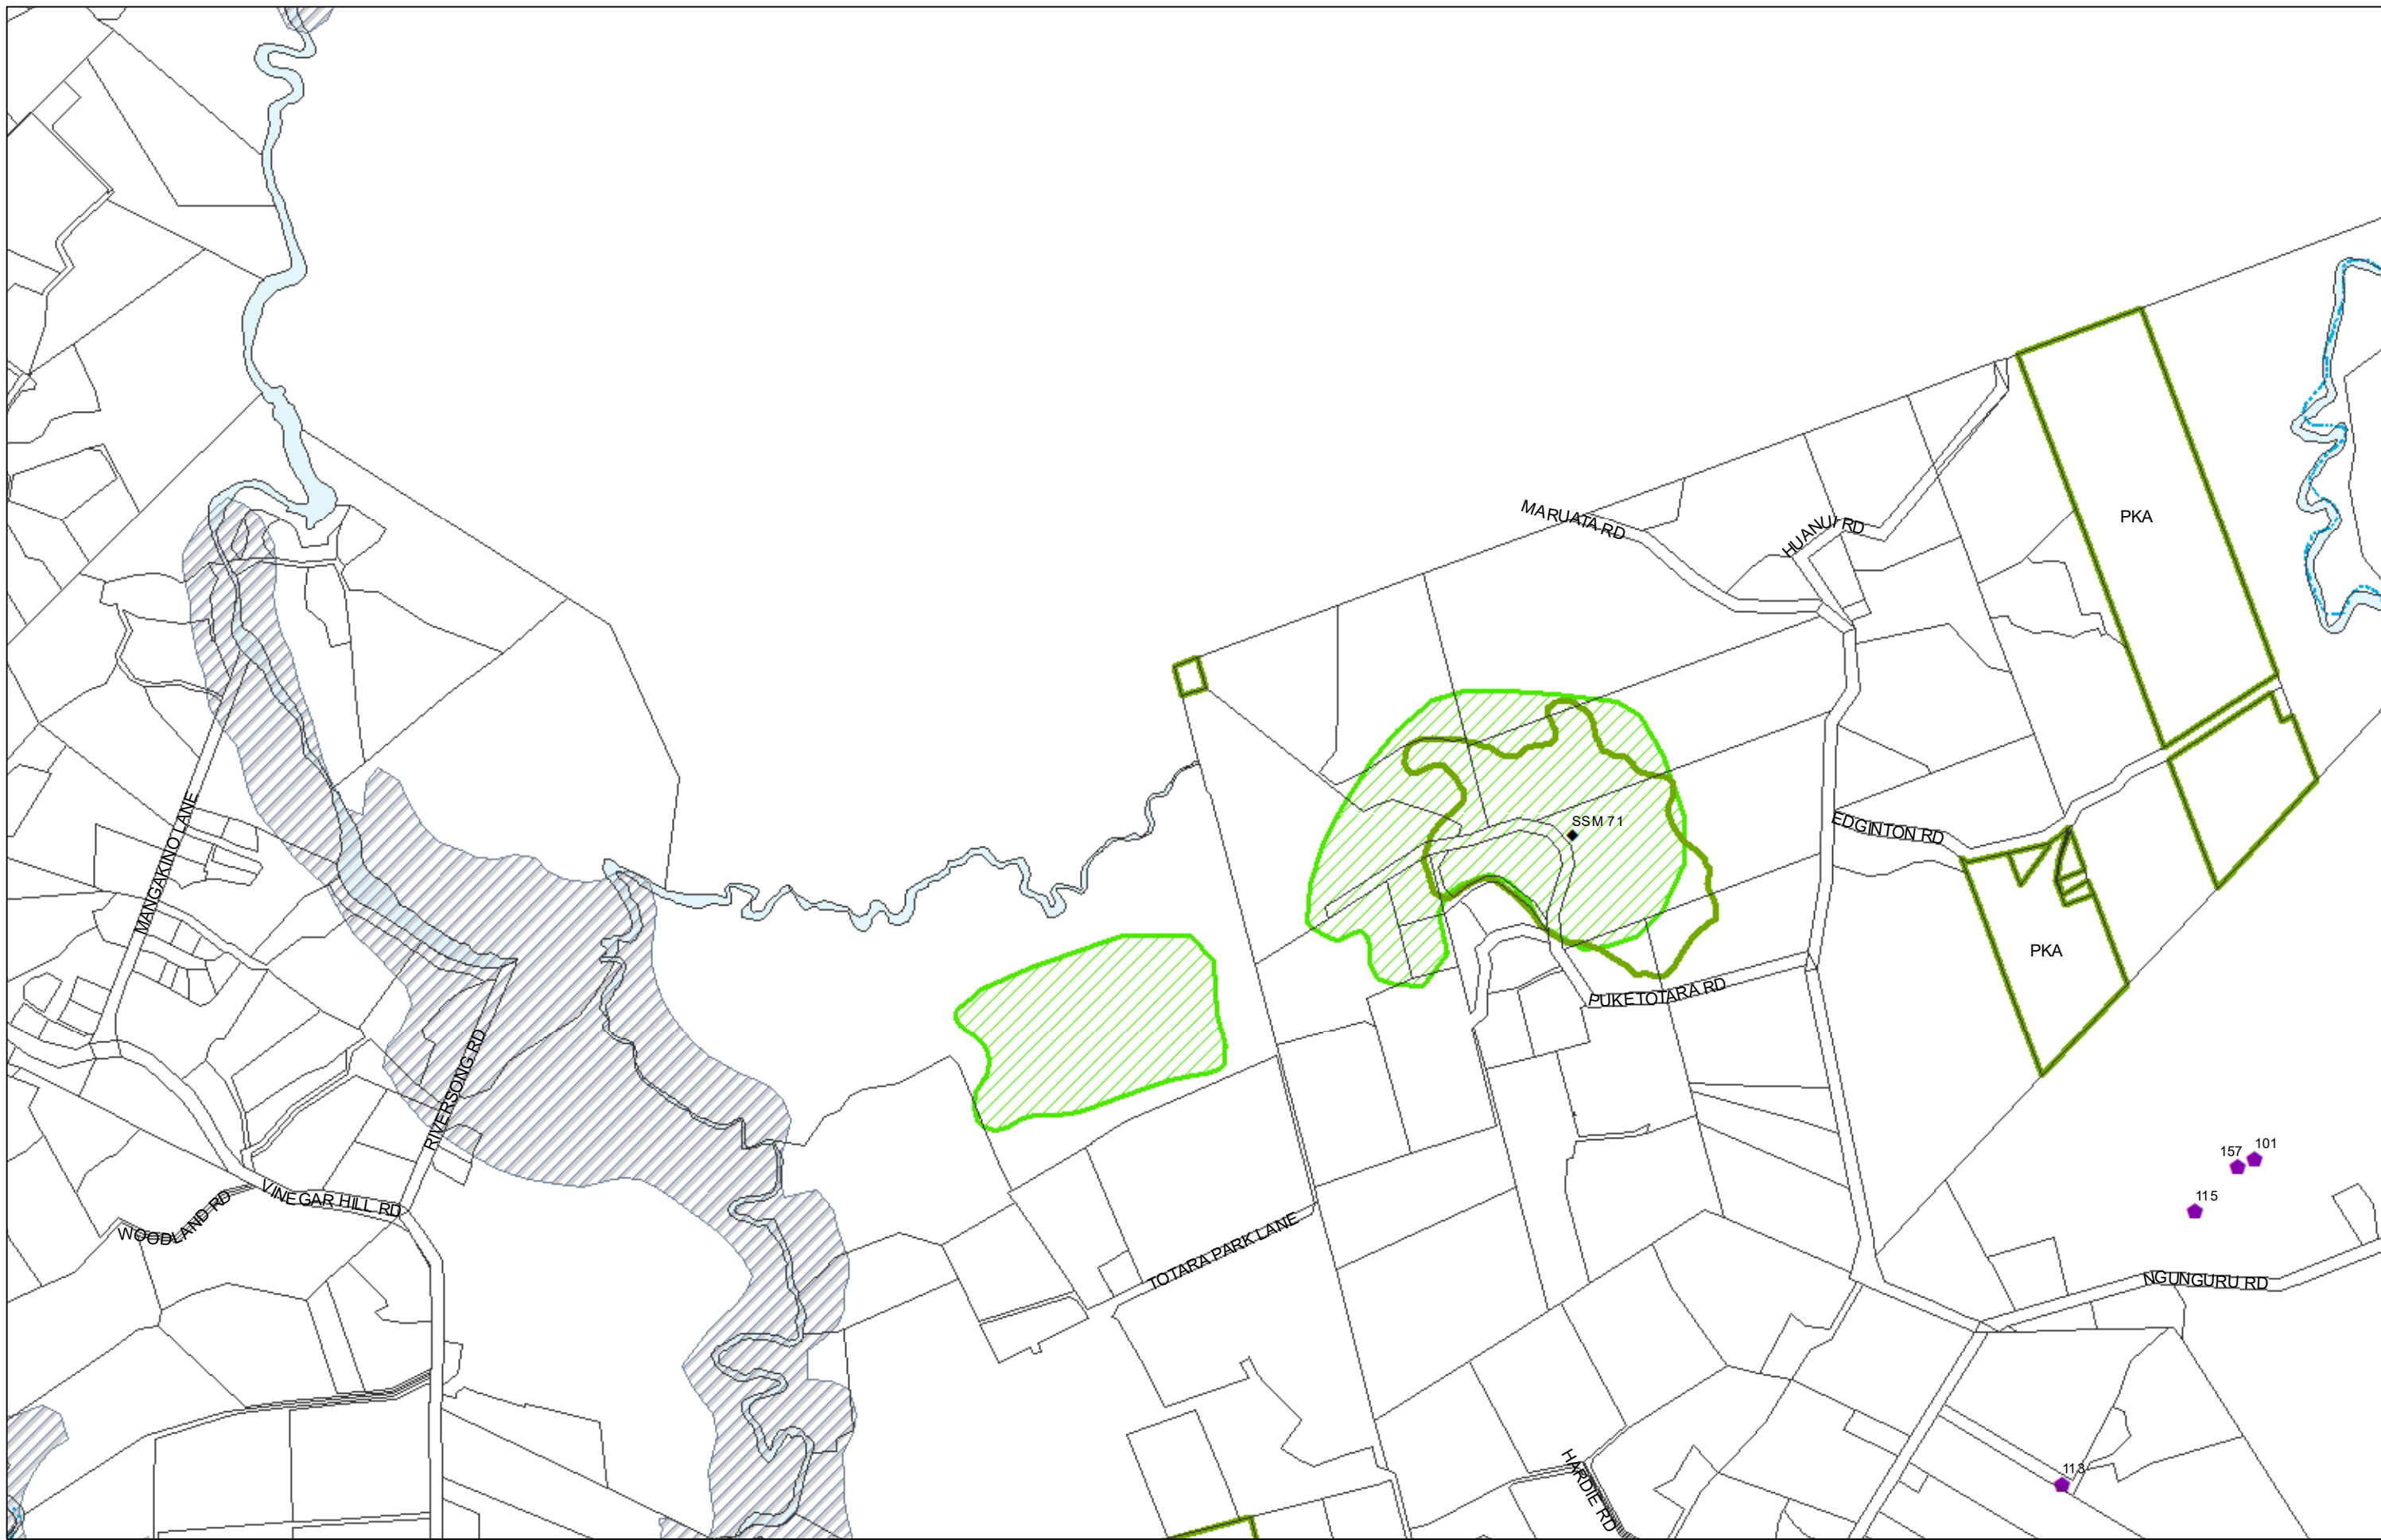 MARUATA RD
HUANUI RD
PKA
MANGAKINO LANE
SSM 71
EDGINTON RD
PKA
PUKETOTARA RD
RIVERSONG RD
157
101
115
VINEGAR HILL RD
WOODLAND RD
TOTARA PARK LANE
NGUNGURU RD
HARDIE RD
113